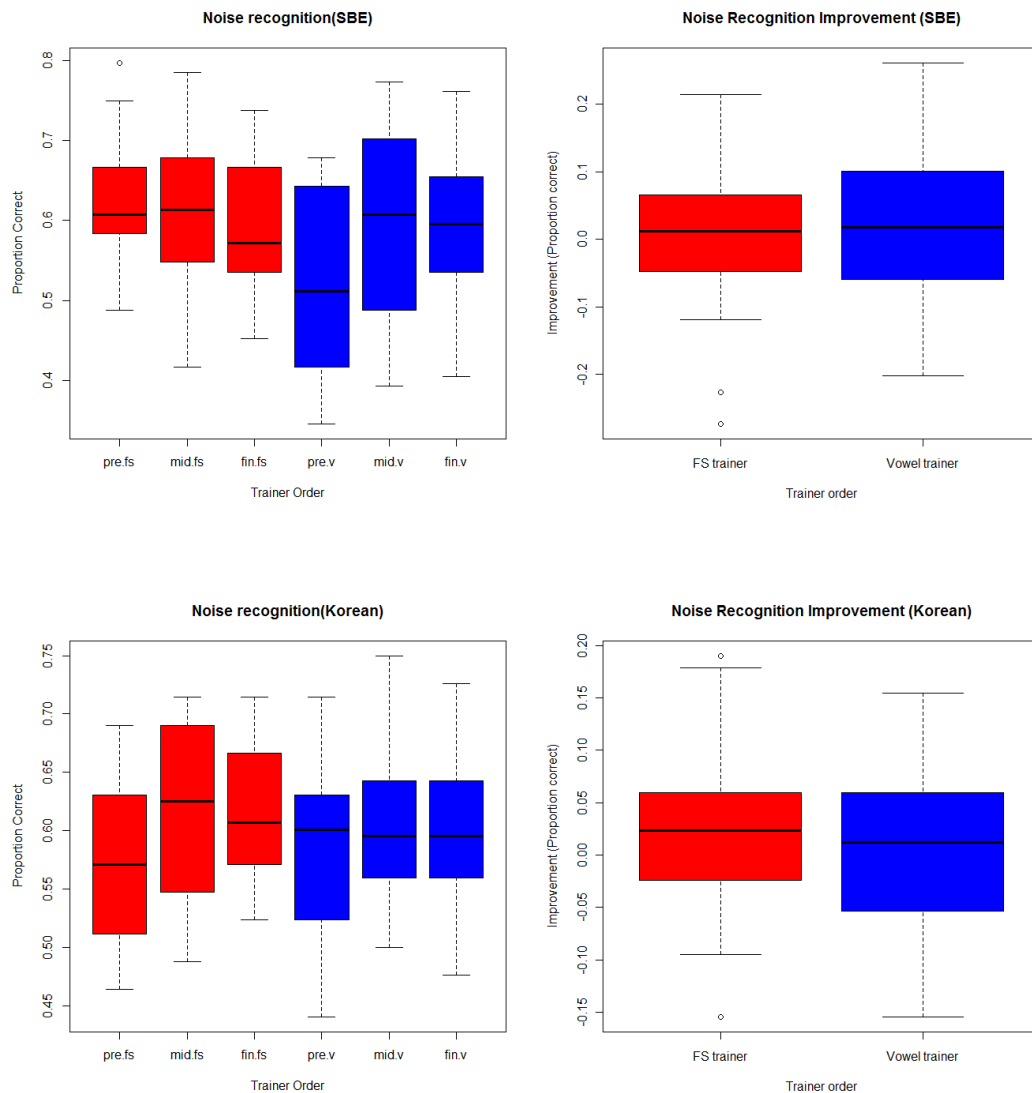 Noise recognition(SBE)
Proportion Correct
0.8
0.7
0.6
0.5
0.4
pre.fs mid.fs fin.fs pre.v mid.v fin.v
Trainer Order
Noise Recognition Improvement (SBE)
Improvement (Proportion correct)
0.2
0.1
0.0
-0.1
-0.2
FS trainer Vowel trainer
Trainer order
Noise recognition(Korean)
Proportion Correct
0.75
0.70
0.65
0.60
0.55
0.50
0.45
pre.fs mid.fs fin.fs pre.v mid.v fin.v
Trainer Order
Noise Recognition Improvement (Korean)
Improvement (Proportion correct)
0.20
0.15
0.10
0.05
0.00
-0.05
-0.10
-0.15
FS trainer Vowel trainer
Trainer order